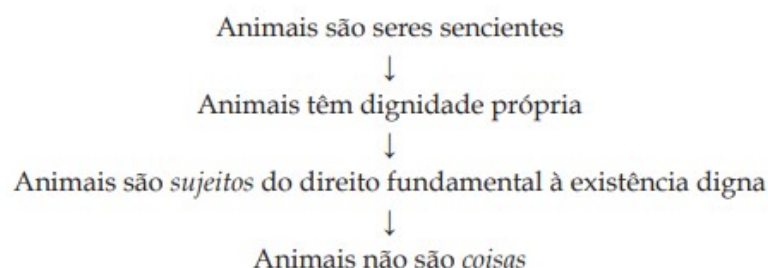 Animais são seres sencientes
↓
Animais têm dignidade própria
↓
Animais são sujeitos do direito fundamental à existência digna
↓
Animais não são coisas